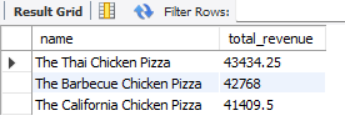 Result Grid Filter Rows:
name total_revenue
The Thai Chicken Pizza 43434.25
The Barbecue Chicken Pizza 42768
The California Chicken Pizza 41409.5